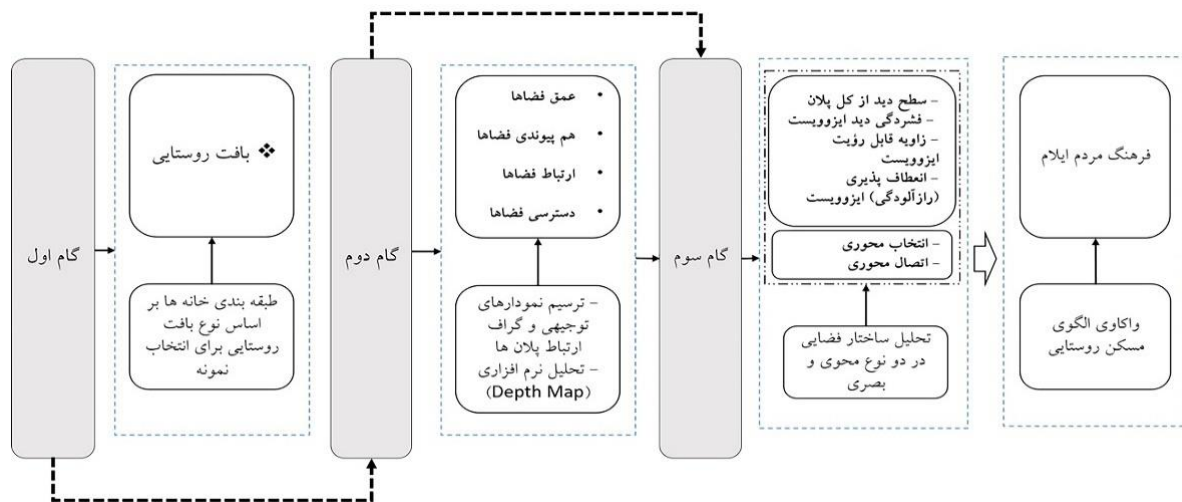 گام اول
❖ بافت روستایی
طبقه بندی خانه ها بر
اساس نوع بافت
روستایی برای انتخاب
نمونه
گام دوم
• عمق فضاها
• هم پیوندی فضاها
• ارتباط فضاها
• دسترسی فضاها
– ترسیم نمودارهای
توجیهی و گراف
ارتباط پلان ها
– تحلیل نرم افزاری
(Depth Map)
گام سوم
– سطح دید از کل پلان
– فشردگی دید ایزوویست
– زاویه قابل رؤیت
ایزوویست
– انعطاف پذیری
(رازآلودگی) ایزوویست
– انتخاب محوری
– اتصال محوری
تحلیل ساختار فضایی
در دو نوع محوی و
بصری
فرهنگ مردم ایلام
واکاوی الگوی
مسکن روستایی